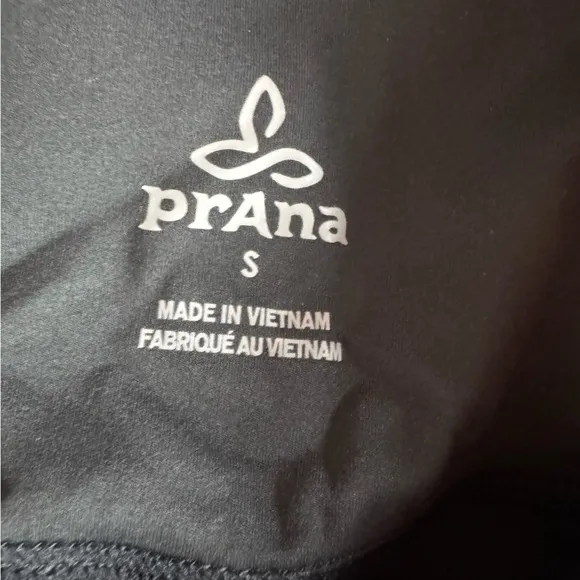 prAna
S
MADE IN VIETNAM
FABRIQUÉ AU VIETNAM